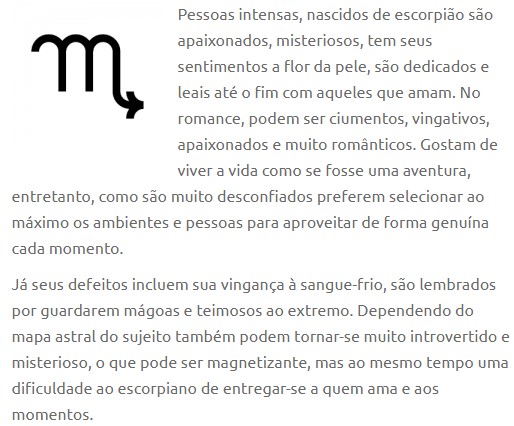 Pessoas intensas, nascidos de escorpião são
apaixonados, misteriosos, tem seus
sentimentos a flor da pele, são dedicados e
leais até o fim com aqueles que amam. No
romance, podem ser ciumentos, vingativos,
apaixonados e muito românticos. Gostam de
viver a vida como se fosse uma aventura,
entretanto, como são muito desconfiados preferem selecionar ao
máximo os ambientes e pessoas para aproveitar de forma genuína
cada momento.
Já seus defeitos incluem sua vingança à sangue-frio, são lembrados
por guardarem mágoas e teimosos ao extremo. Dependendo do
mapa astral do sujeito também podem tornar-se muito introvertido e
misterioso, o que pode ser magnetizante, mas ao mesmo tempo uma
dificuldade ao escorpiano de entregar-se a quem ama e aos
momentos.